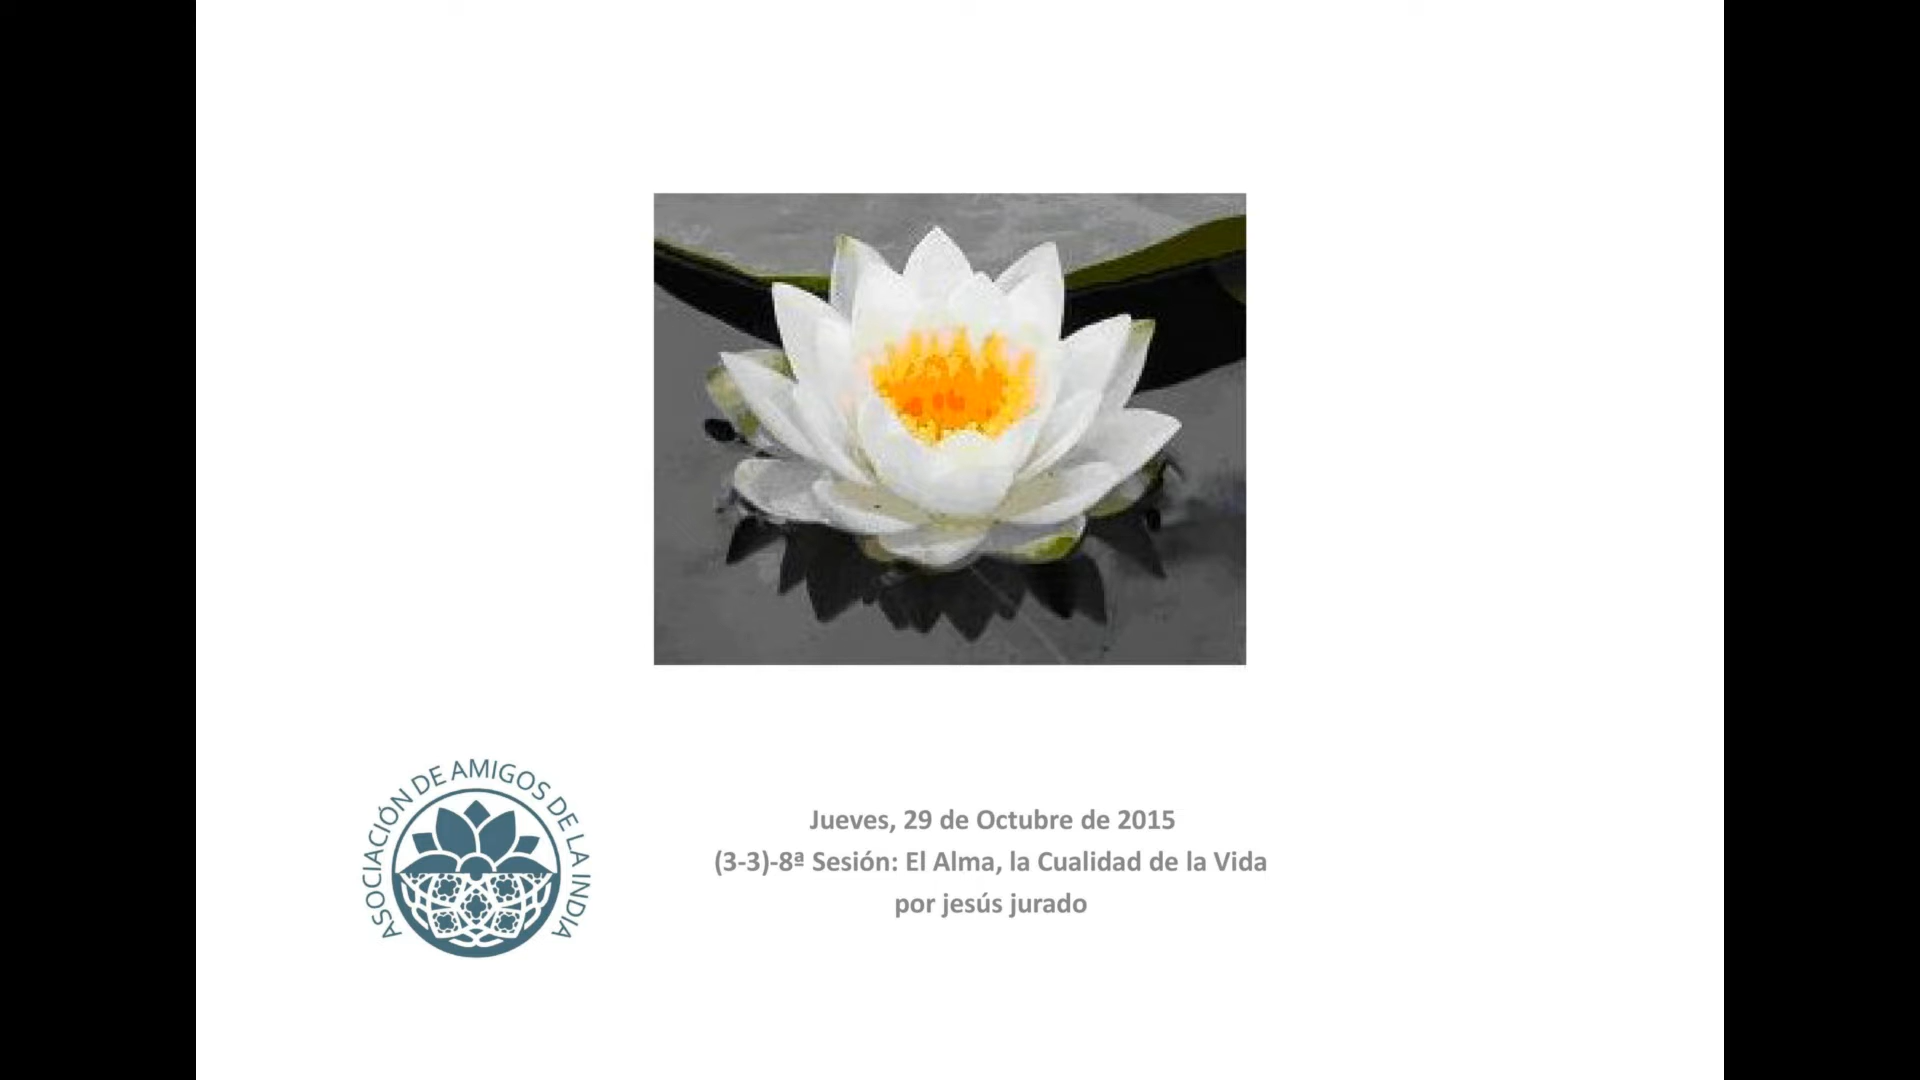 ASOCIACIÓN DE AMIGOS DE LA INDIA
Jueves, 29 de Octubre de 2015
(3-3)-8ª Sesión: El Alma, la Cualidad de la Vida
por jesús jurado